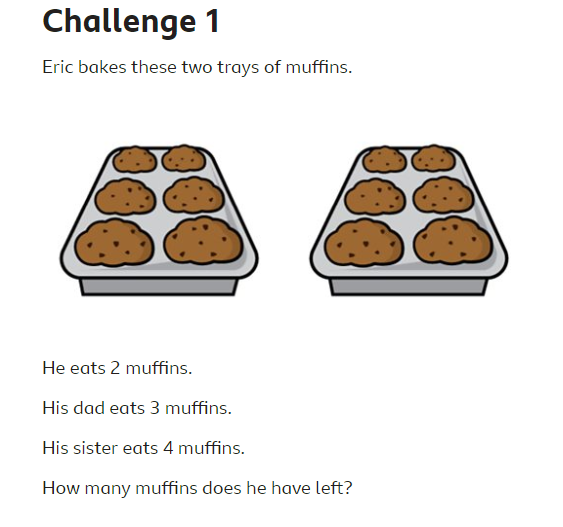 Challenge 1
Eric bakes these two trays of muffins.
He eats 2 muffins.
His dad eats 3 muffins.
His sister eats 4 muffins.
How many muffins does he have left?